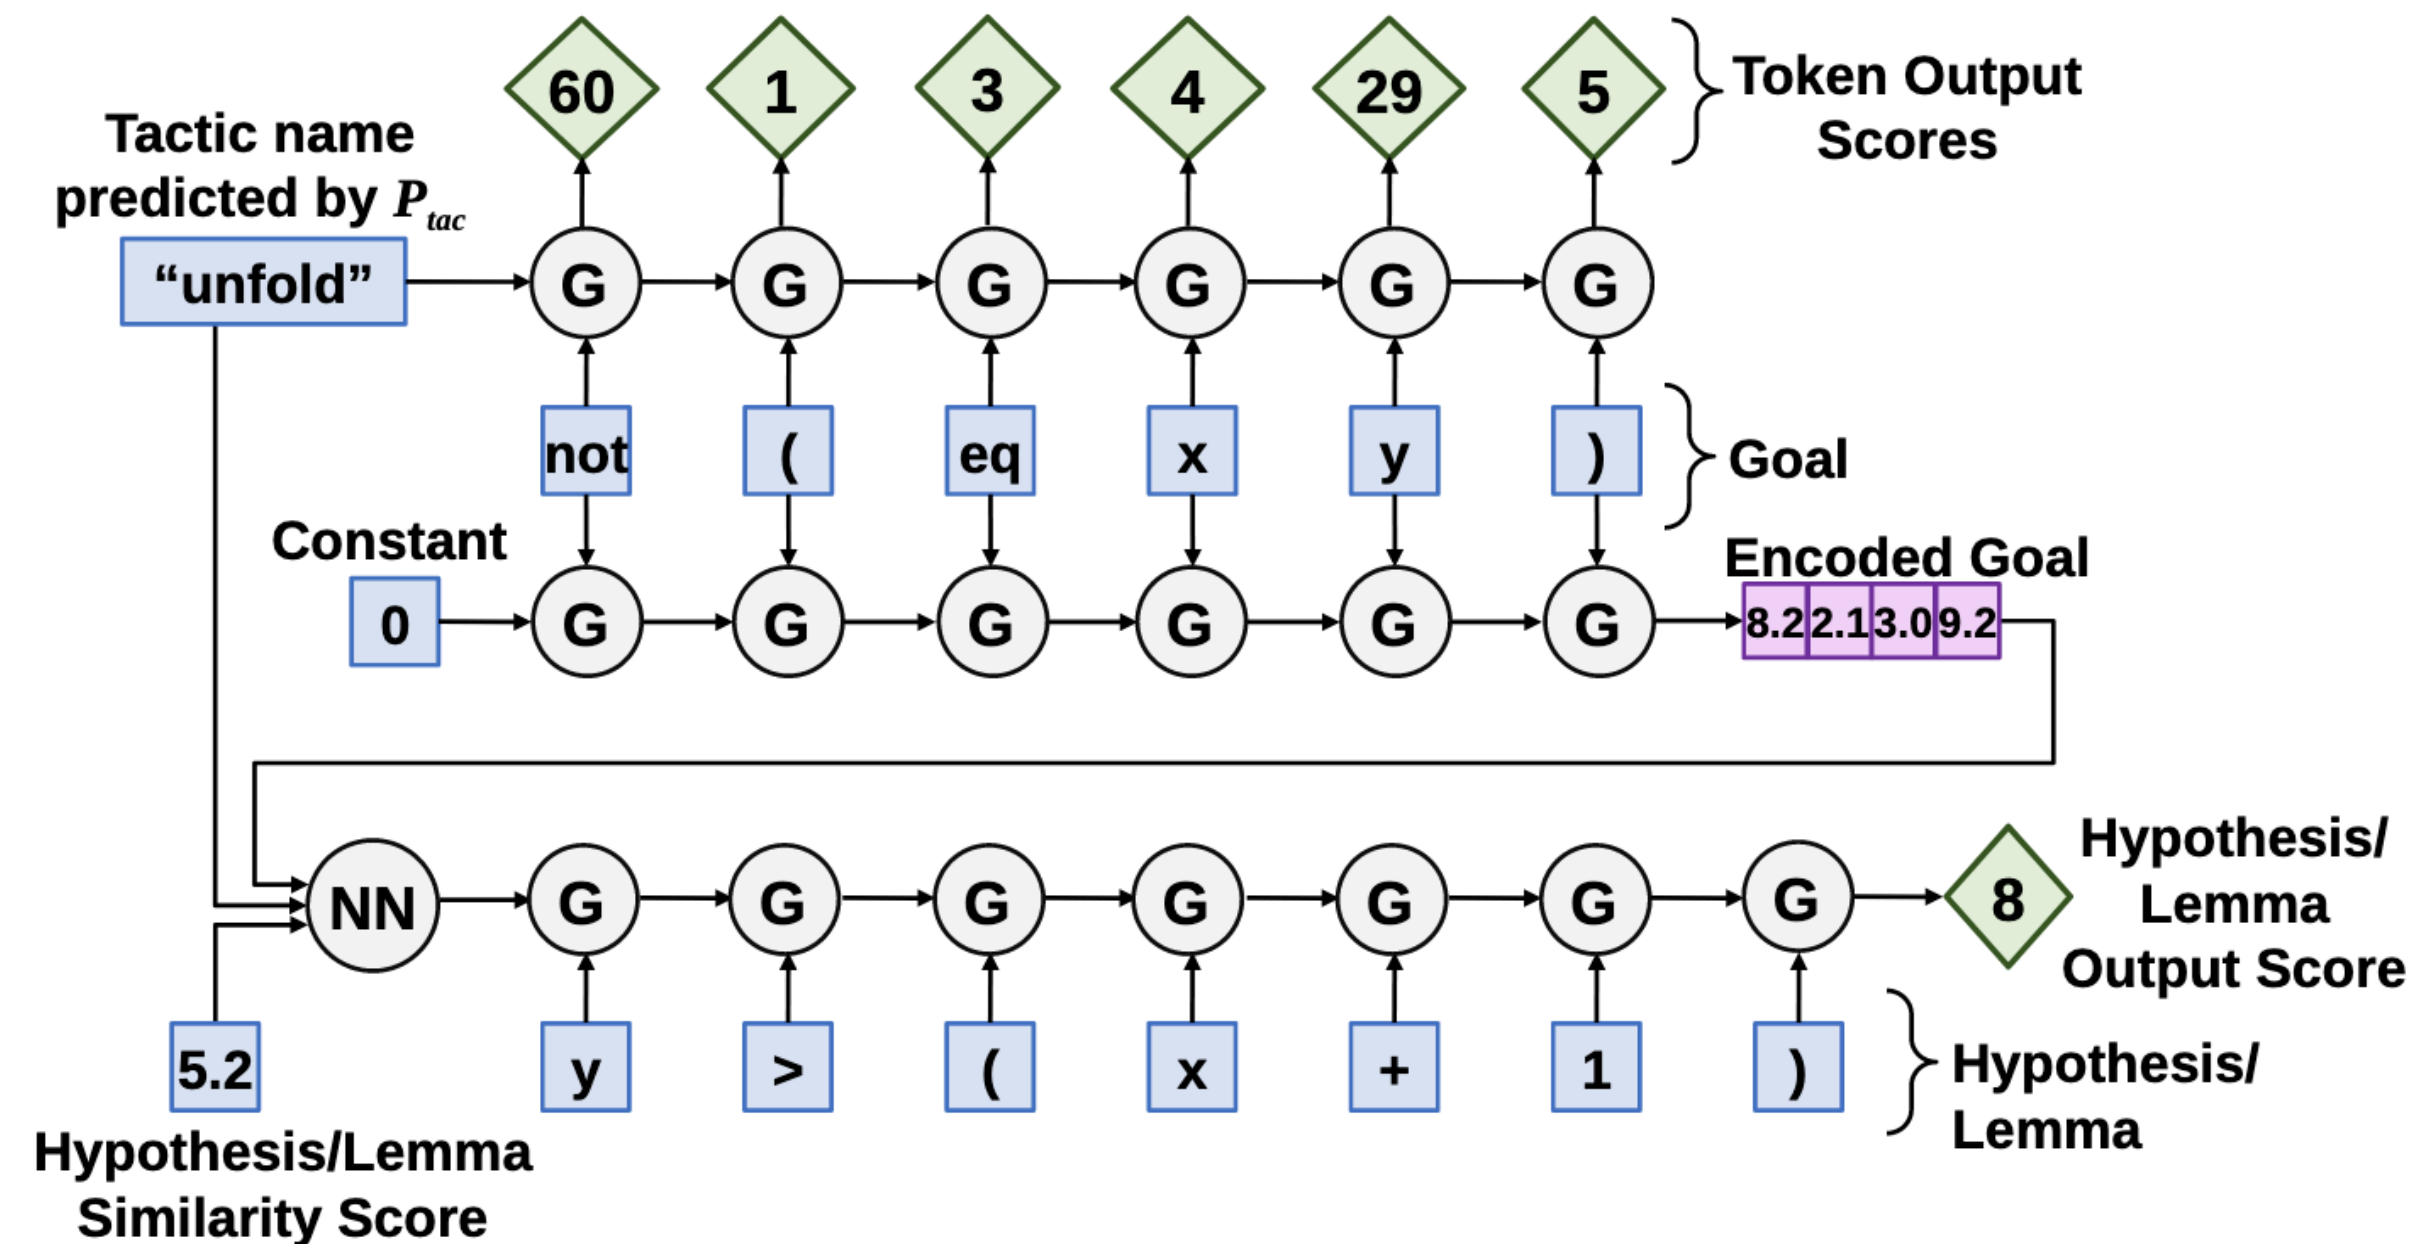 60 1 3 4 29 5
Token Output
Scores
Tactic name
predicted by P_tac
“unfold”
G G G G G G
not ( eq x y )
Goal
Constant
0
G G G G G G
Encoded Goal
8.2 2.1 3.0 9.2
NN
G G G G G G G
8
Hypothesis/
Lemma
Output Score
5.2
y > ( x + 1 )
Hypothesis/
Lemma
Hypothesis/Lemma
Similarity Score